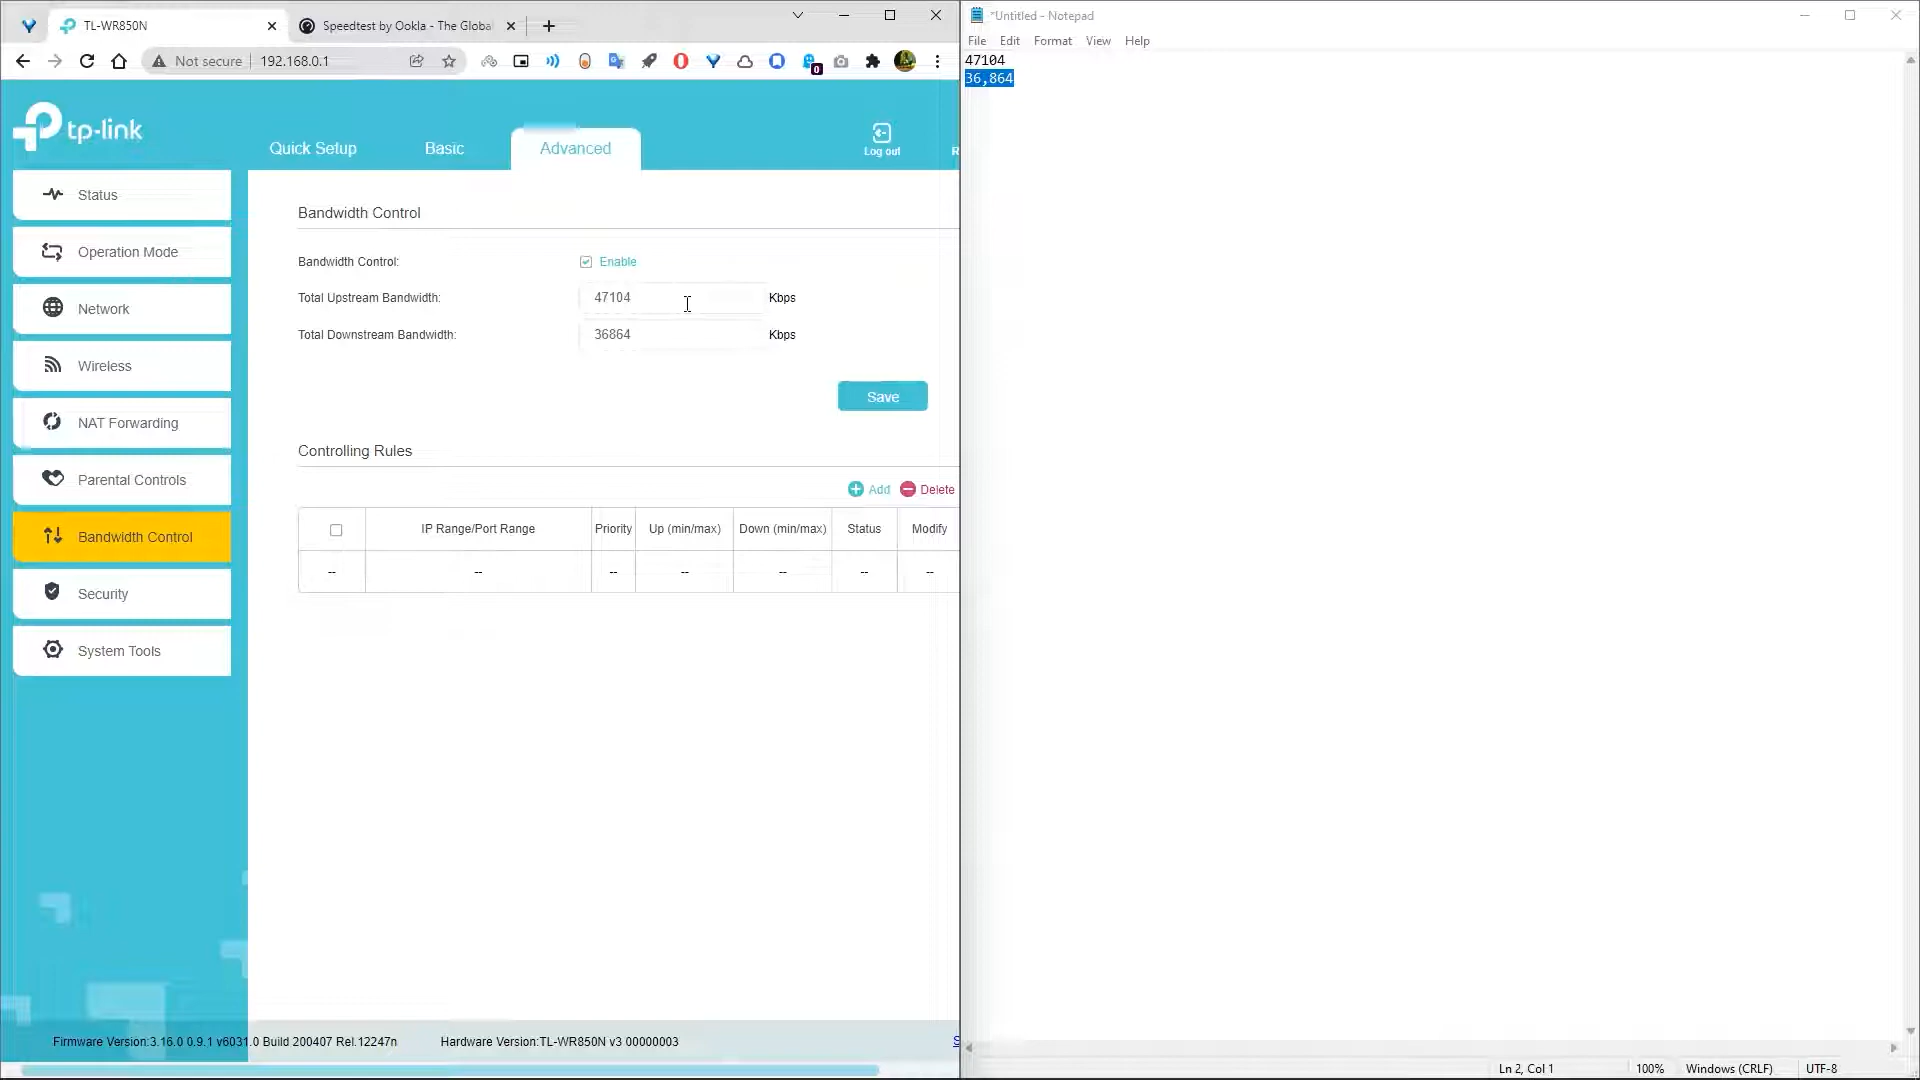 TL-WR850N
Speedtest by Ookla - The Globa
Not secure
192.168.0.1
0
tp-link
Quick Setup
Basic
Advanced
Log out
R
Status
Operation Mode
Network
Wireless
NAT Forwarding
Parental Controls
Bandwidth Control
Security
System Tools
Bandwidth Control
Bandwidth Control:
Enable
Total Upstream Bandwidth:
47104
Kbps
Total Downstream Bandwidth:
36864
Kbps
Save
Controlling Rules
Add
Delete
IP Range/Port Range
Priority
Up (min/max)
Down (min/max)
Status
Modify
--
--
--
--
--
--
--
Firmware Version:3.16.0 0.9.1 v6031.0 Build 200407 Rel.12247n
Hardware Version:TL-WR850N v3 00000003
S
*Untitled - Notepad
File
Edit
Format
View
Help
47104
36,864
Ln 2, Col 1
100%
Windows (CRLF)
UTF-8